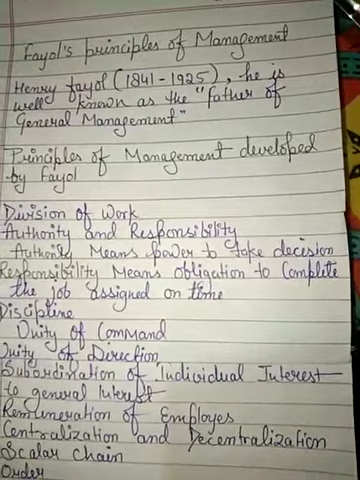 Fayol's principles of Management
Henry fayol (1841-1925), he is
well known as the "father of
General Management"
Principles of Management developed
by Fayol
Division of Work
Authority and Responsibility
Authority Means power to take decision
Responsibility Means obligation to Complete
the job assigned on time
Discipline
Unity of Command
Unity of Direction
Subordination of Individual Interest
to general Interest
Remuneration of Employes
Centralization and Decentralization
Scalar chain
Order